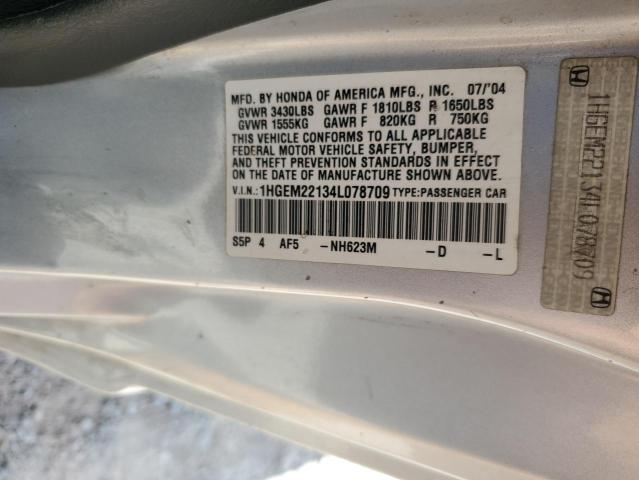 MFD. BY HONDA OF AMERICA MFG., INC. 07/'04
GVWR 3430LBS GAWR F 1810LBS R 1650LBS
GVWR 1555KG GAWR F 820KG R 750KG
THIS VEHICLE CONFORMS TO ALL APPLICABLE
FEDERAL MOTOR VEHICLE SAFETY, BUMPER,
AND THEFT PREVENTION STANDARDS IN EFFECT
ON THE DATE OF MANUFACTURE SHOWN ABOVE.
V.I.N.: 1HGEM22134L078709 TYPE:PASSENGER CAR
S5P 4 AF5 -NH623M -D -L
1HGEM22134L078709